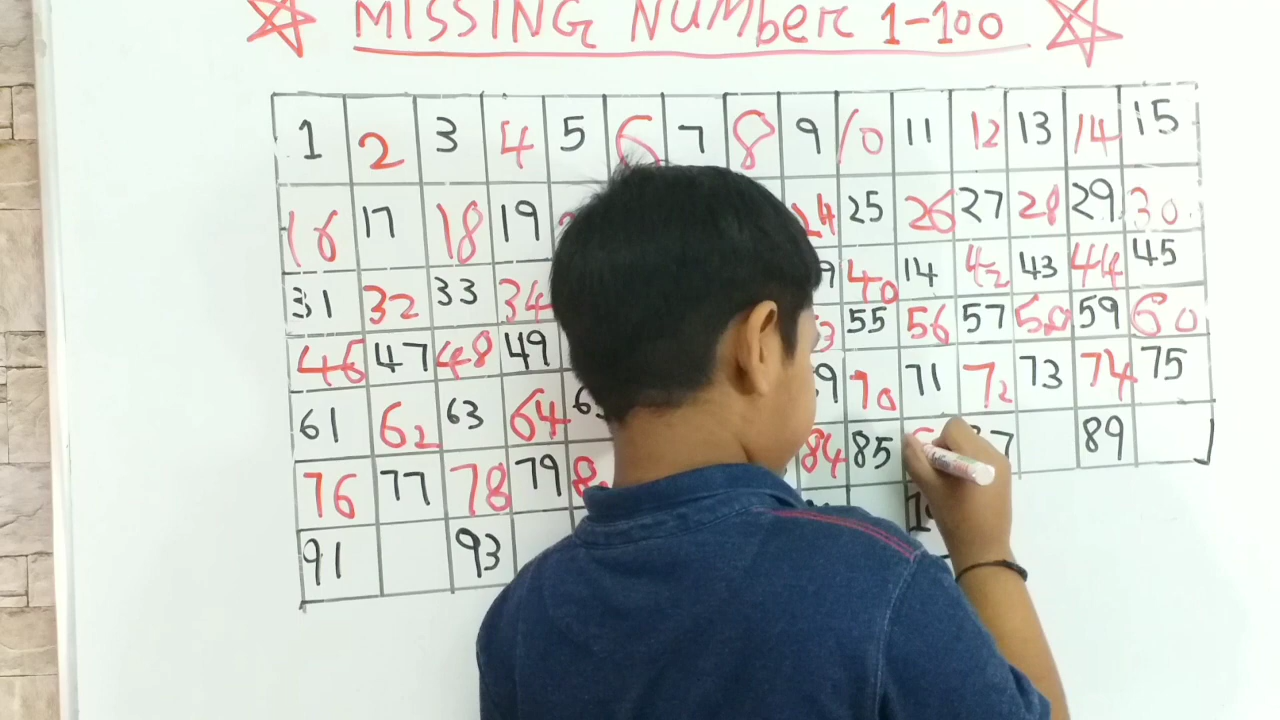 MISSING NUMBER 1-100
1 2 3 4 5 6 7 8 9 10 11 12 13 14 15
16 17 18 19 24 25 26 27 28 29 30
31 32 33 34 40 14 42 43 44 45
46 47 48 49 55 56 57 58 59 60
61 62 63 64 70 71 72 73 74 75
76 77 78 79 84 85 89
91 93